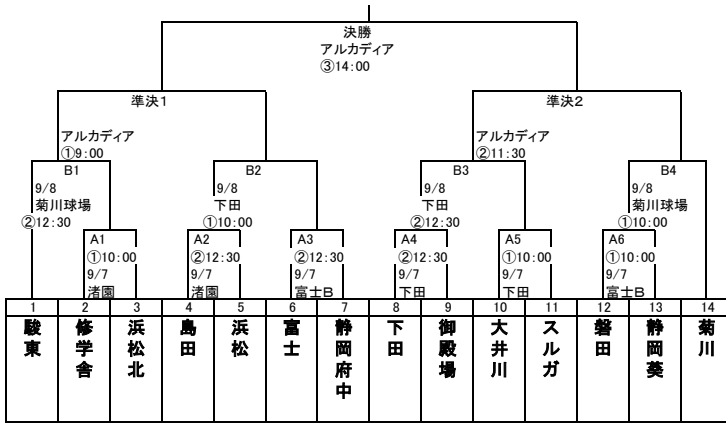 決勝
アルカディア
③14:00
準決1
準決2
アルカディア
①9:00
アルカディア
②11:30
B1
B2
B3
B4
9/8
菊川球場
②12:30
9/8
下田
①10:00
9/8
下田
②12:30
9/8
菊川球場
①10:00
A1
①10:00
9/7
渚園
A2
②12:30
9/7
渚園
A3
②12:30
9/7
富士B
A4
②12:30
9/7
下田
A5
①10:00
9/7
下田
A6
①10:00
9/7
富士B
1 2 3 4 5 6 7 8 9 10 11 12 13 14
駿東
修学舎
浜松北
島田
浜松
富士
静岡府中
下田
御殿場
大井川
スルガ
磐田
静岡葵
菊川